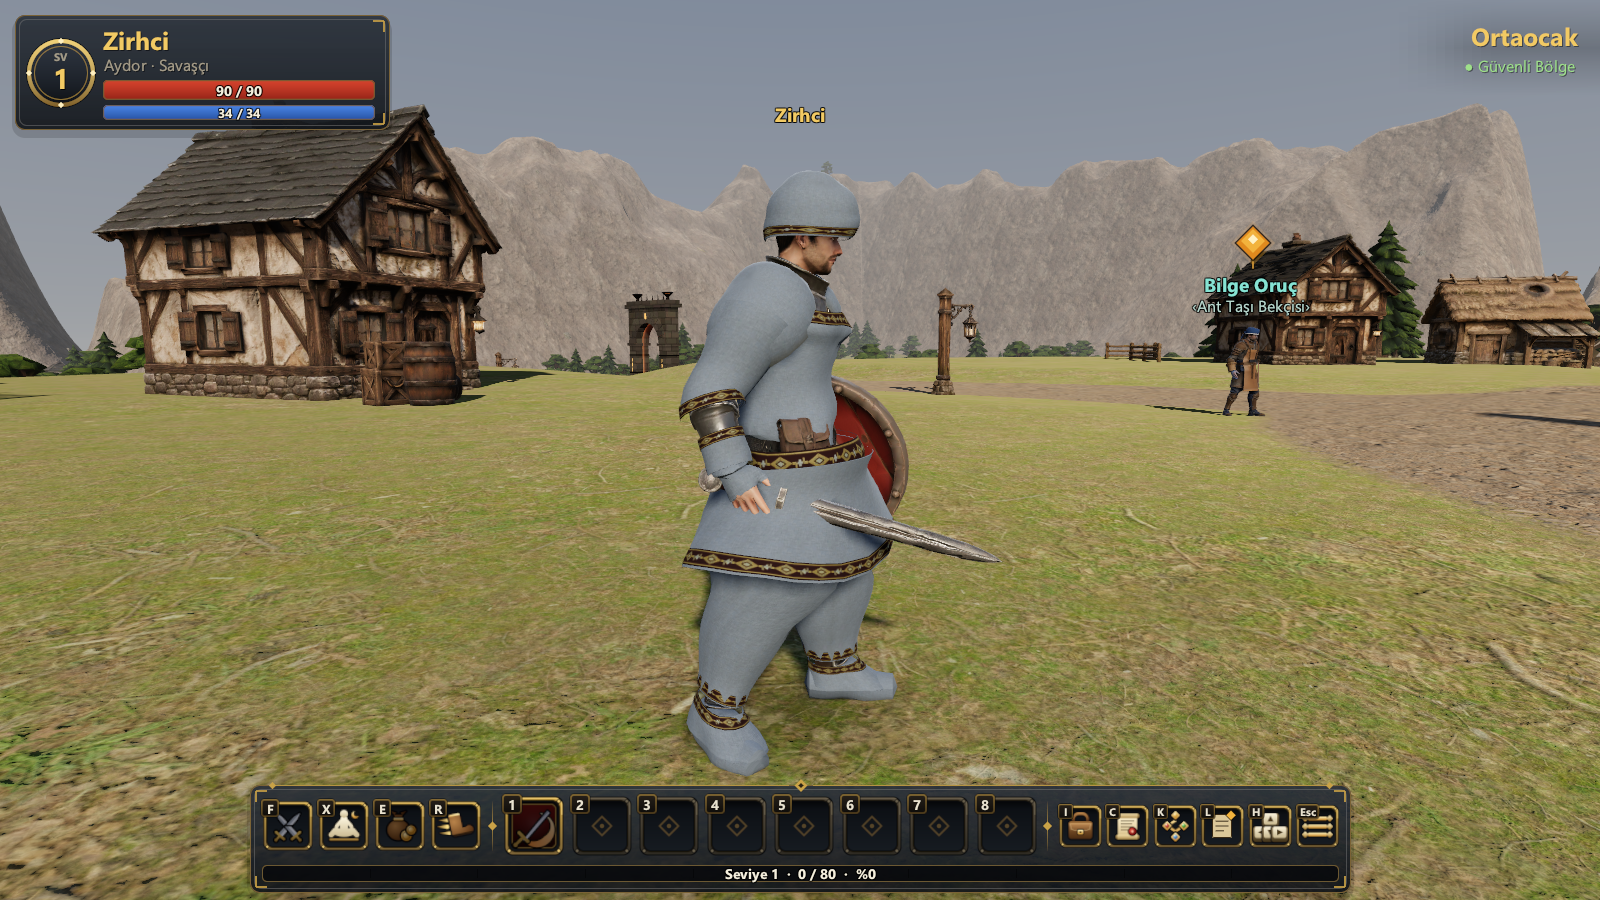 SV
1
Zirhci
Aydor · Savaşçı
90 / 90
34 / 34
Ortaocak
Güvenli Bölge
Zirhci
Bilge Oruç
‹Ant Taşı Bekçisi›
F
X
E
R
1
2
3
4
5
6
7
8
I
C
K
L
H
Esc
Seviye 1 · 0 / 80 · %0